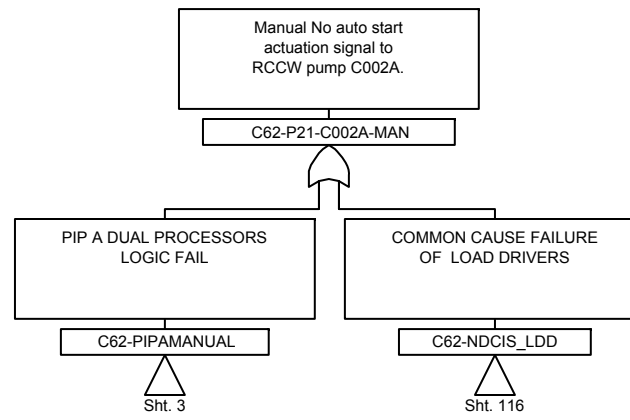 Manual No auto start
actuation signal to
RCCW pump C002A.
C62-P21-C002A-MAN
PIP A DUAL PROCESSORS
LOGIC FAIL
COMMON CAUSE FAILURE
OF LOAD DRIVERS
C62-PIPAMANUAL
C62-NDCIS_LDD
Sht. 3
Sht. 116